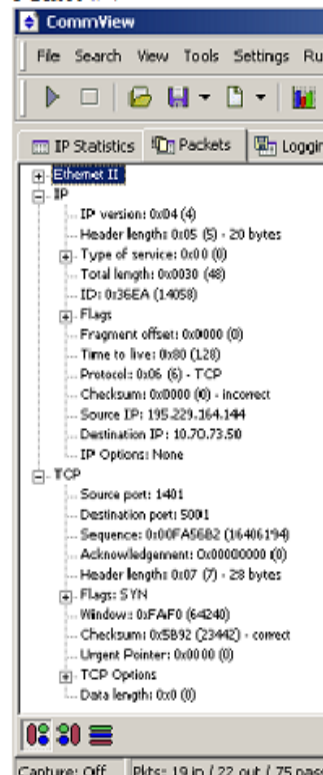 CommView
File Search View Tools Settings Ru
IP Statistics Packets Loggin
Ethernet II
IP
IP version: 0x04 (4)
Header length: 0x05 (5) - 20 bytes
Type of service: 0x00 (0)
Total length: 0x0030 (48)
ID: 0x36EA (14058)
Flags
Fragment offset: 0x0000 (0)
Time to live: 0x80 (128)
Protocol: 0x06 (6) - TCP
Checksum: 0x0000 (0) - incorrect
Source IP: 195.229.164.144
Destination IP: 10.70.73.50
IP Options: None
TCP
Source port: 1401
Destination port: 5001
Sequence: 0x00FA56B2 (16406194)
Acknowledgement: 0x00000000 (0)
Header length: 0x07 (7) - 28 bytes
Flags: SYN
Window: 0xFAF0 (64240)
Checksum: 0x5B92 (23442) - correct
Urgent Pointer: 0x0000 (0)
TCP Options
Data length: 0x0 (0)
Capture: Off Pkts: 19 in / 22 out / 75 pass